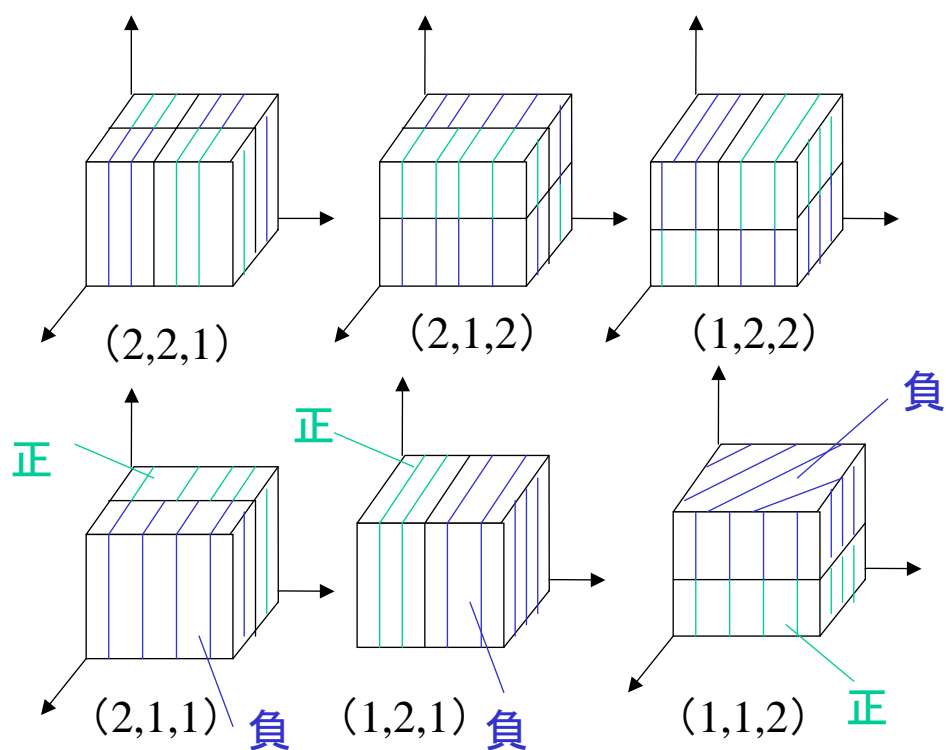 （2,2,1）
（2,1,2）
（1,2,2）
正
正
負
（2,1,1）
負
（1,2,1）
負
（1,1,2）
正